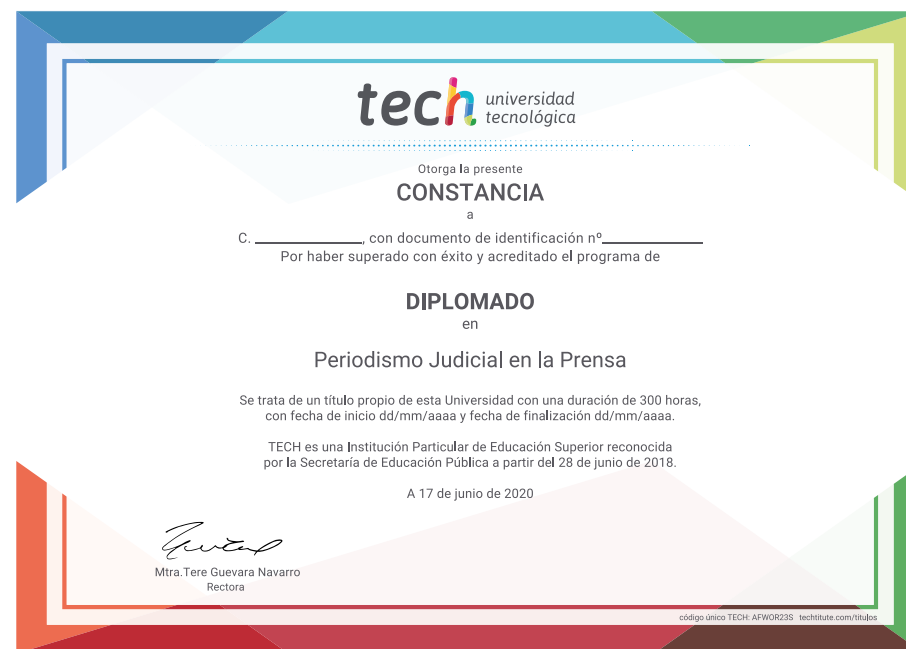 tech universidad
tecnológica
Otorga la presente
CONSTANCIA
a
C. ______________, con documento de identificación nº_____________
Por haber superado con éxito y acreditado el programa de
DIPLOMADO
en
Periodismo Judicial en la Prensa
Se trata de un título propio de esta Universidad con una duración de 300 horas,
con fecha de inicio dd/mm/aaaa y fecha de finalización dd/mm/aaaa.
TECH es una Institución Particular de Educación Superior reconocida
por la Secretaría de Educación Pública a partir del 28 de junio de 2018.
A 17 de junio de 2020
Mtra.Tere Guevara Navarro
Rectora
código único TECH: AFWOR23S techtitute.com/titulos